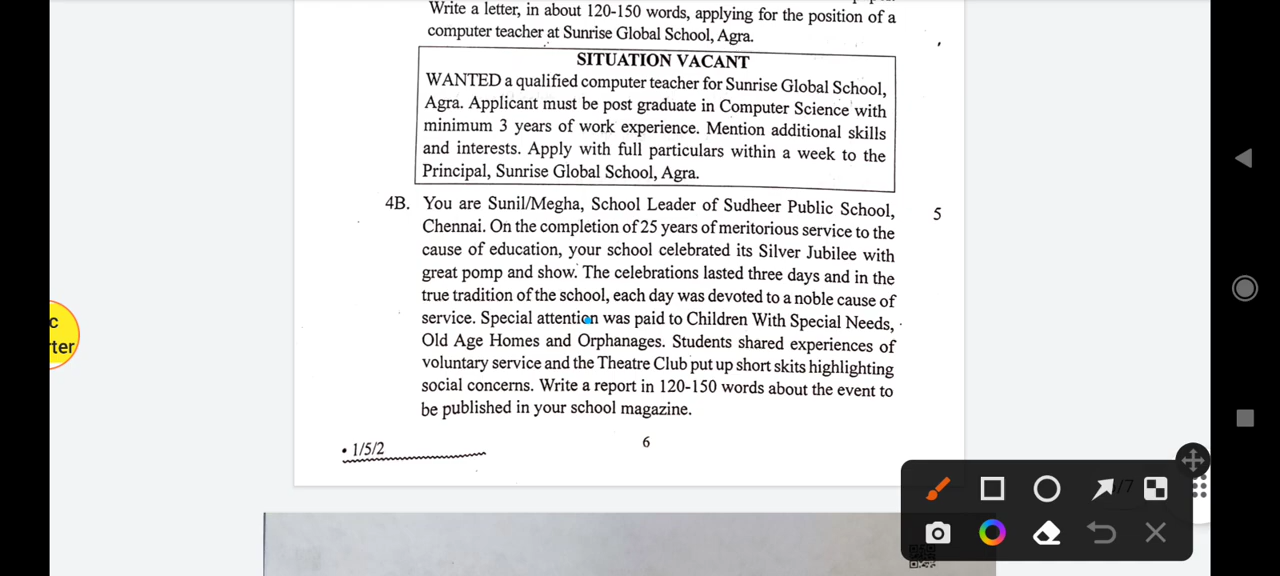 Write a letter, in about 120-150 words, applying for the position of a
computer teacher at Sunrise Global School, Agra.
SITUATION VACANT
WANTED a qualified computer teacher for Sunrise Global School,
Agra. Applicant must be post graduate in Computer Science with
minimum 3 years of work experience. Mention additional skills
and interests. Apply with full particulars within a week to the
Principal, Sunrise Global School, Agra.
4B. You are Sunil/Megha, School Leader of Sudheer Public School, 5
Chennai. On the completion of 25 years of meritorious service to the
cause of education, your school celebrated its Silver Jubilee with
great pomp and show. The celebrations lasted three days and in the
true tradition of the school, each day was devoted to a noble cause of
service. Special attention was paid to Children With Special Needs,
Old Age Homes and Orphanages. Students shared experiences of
voluntary service and the Theatre Club put up short skits highlighting
social concerns. Write a report in 120-150 words about the event to
be published in your school magazine.
• 1/5/2 6
c
ter
/7